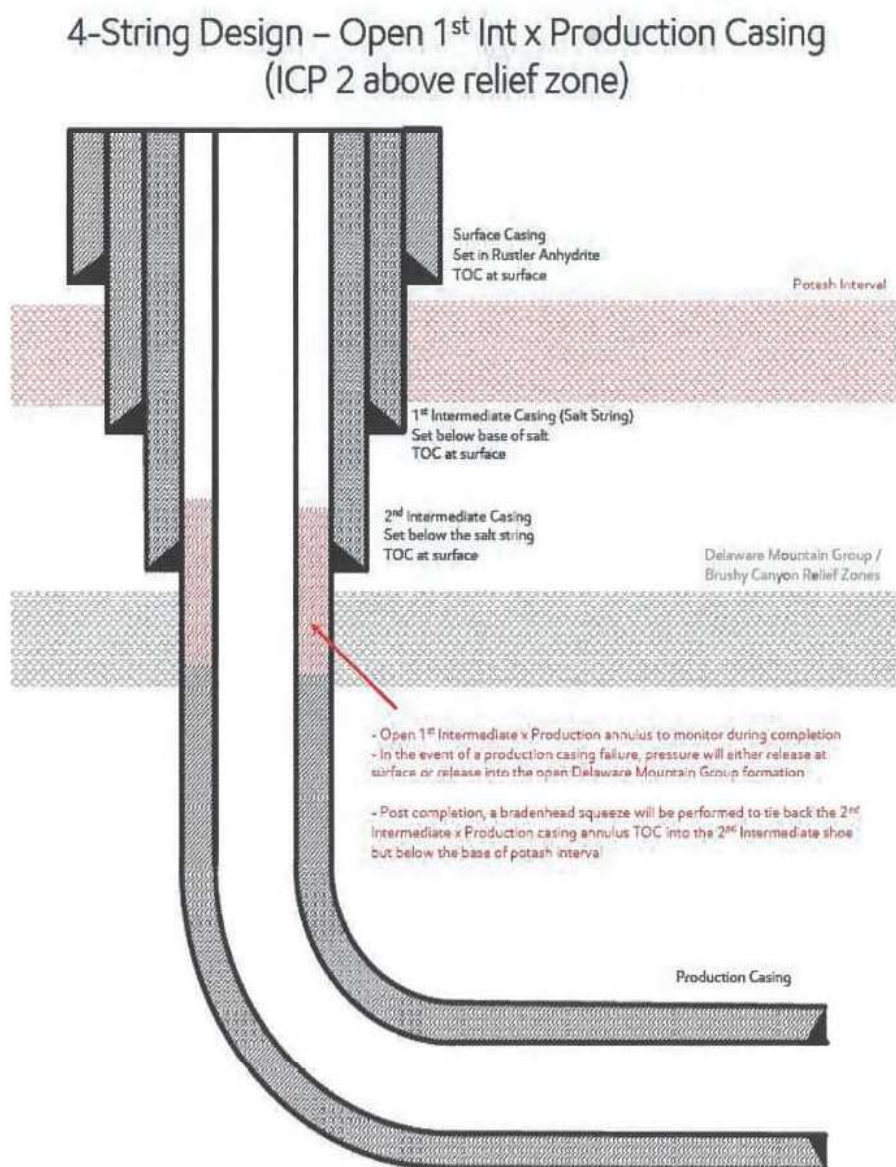 4-String Design – Open 1st Int x Production Casing
(ICP 2 above relief zone)
Surface Casing
Set in Rustler Anhydrite
TOC at surface
Potash Interval
1st Intermediate Casing (Salt String)
Set below base of salt
TOC at surface
2nd Intermediate Casing
Set below the salt string
TOC at surface
Delaware Mountain Group /
Brushy Canyon Relief Zones
- Open 1st Intermediate x Production annulus to monitor during completion
- In the event of a production casing failure, pressure will either release at
surface or release into the open Delaware Mountain Group formation
- Post completion, a bradenhead squeeze will be performed to tie back the 2nd
Intermediate x Production casing annulus TOC into the 2nd Intermediate shoe
but below the base of potash interval
Production Casing